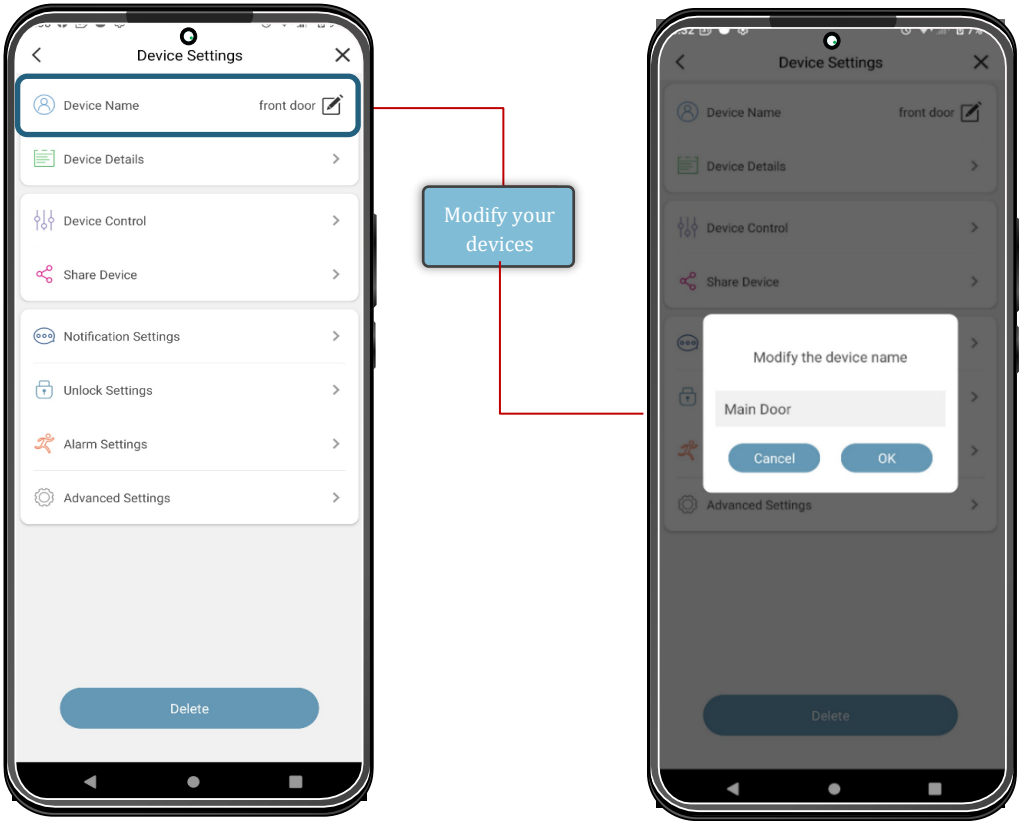 Device Settings
Device Name front door
Device Details
Device Control
Share Device
Notification Settings
Unlock Settings
Alarm Settings
Advanced Settings
Delete
Modify your
devices
Device Settings
Device Name front door
Device Details
Device Control
Share Device
Modify the device name
Main Door
Cancel OK
Advanced Settings
Delete